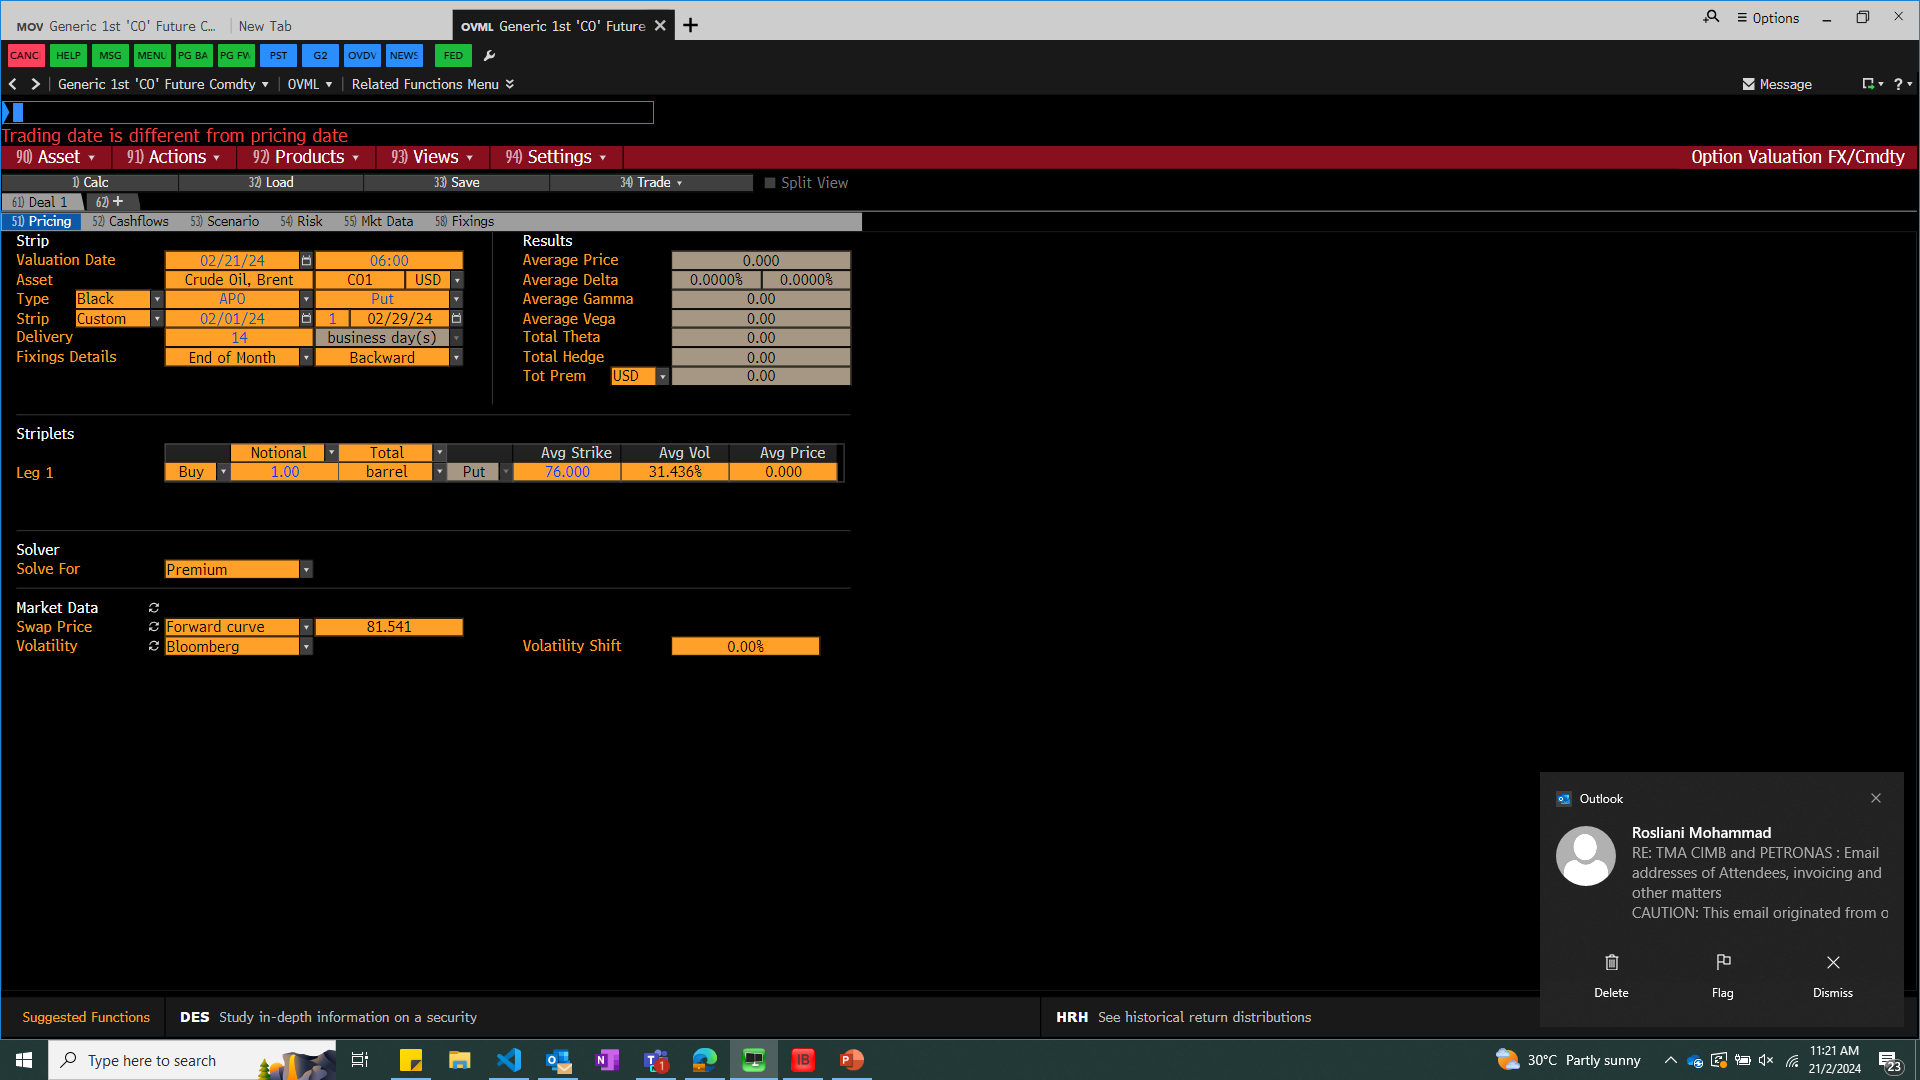 MOV Generic 1st 'CO' Future C...
New Tab
OVML Generic 1st 'CO' Future
Options
CANC HELP MSG MENU PG BA PG FW PST G2 OVDV NEWS FED
Generic 1st 'CO' Future Comdty OVML Related Functions Menu
Message
?
Trading date is different from pricing date
90) Asset 91) Actions 92) Products 93) Views 94) Settings Option Valuation FX/Cmdty
1) Calc 32) Load 33) Save 34) Trade Split View
61) Deal 1 62) +
51) Pricing 52) Cashflows 53) Scenario 54) Risk 55) Mkt Data 58) Fixings
Strip
Valuation Date 02/21/24 06:00
Asset Crude Oil, Brent CO1 USD
Type Black APO Put
Strip Custom 02/01/24 1 02/29/24
Delivery 14 business day(s)
Fixings Details End of Month Backward
Results
Average Price 0.000
Average Delta 0.0000% 0.0000%
Average Gamma 0.00
Average Vega 0.00
Total Theta 0.00
Total Hedge 0.00
Tot Prem USD 0.00
Striplets
Notional Total Avg Strike Avg Vol Avg Price
Leg 1 Buy 1.00 barrel Put 76.000 31.436% 0.000
Solver
Solve For Premium
Market Data
Swap Price Forward curve 81.541
Volatility Bloomberg Volatility Shift 0.00%
Outlook
Rosliani Mohammad
RE: TMA CIMB and PETRONAS : Email
addresses of Attendees, invoicing and
other matters
CAUTION: This email originated from o
Delete Flag Dismiss
Suggested Functions DES Study in-depth information on a security HRH See historical return distributions
Type here to search
N
1
IB
P
30°C Partly sunny
11:21 AM
21/2/2024
23